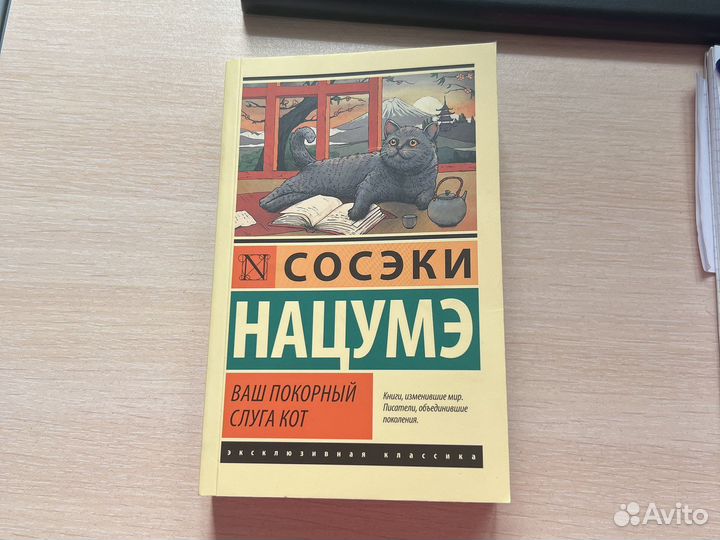 N СОСЭКИ
НАЦУМЭ
ВАШ ПОКОРНЫЙ
СЛУГА КОТ
Книги, изменившие мир.
Писатели, объединившие
поколения.
эксклюзивная классика
Avito